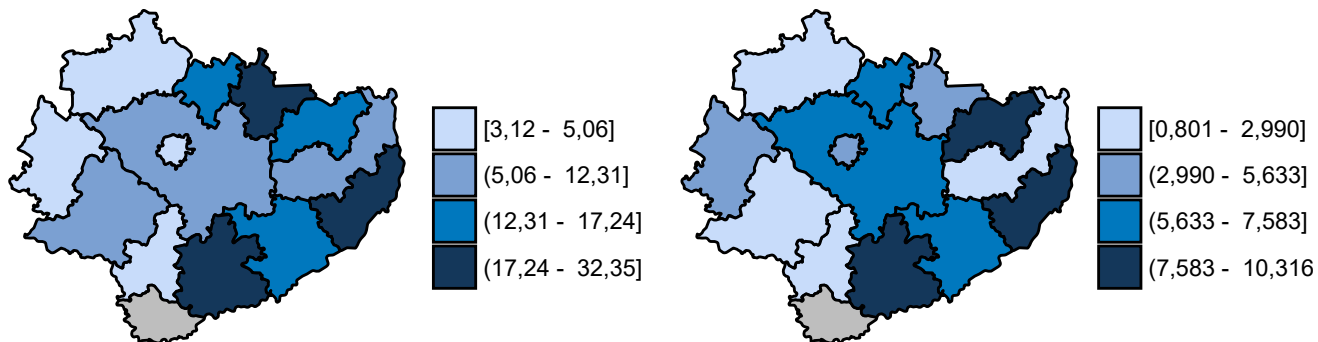 [3,12 - 5,06]
(5,06 - 12,31]
(12,31 - 17,24]
(17,24 - 32,35]
[0,801 - 2,990]
(2,990 - 5,633]
(5,633 - 7,583]
(7,583 - 10,316